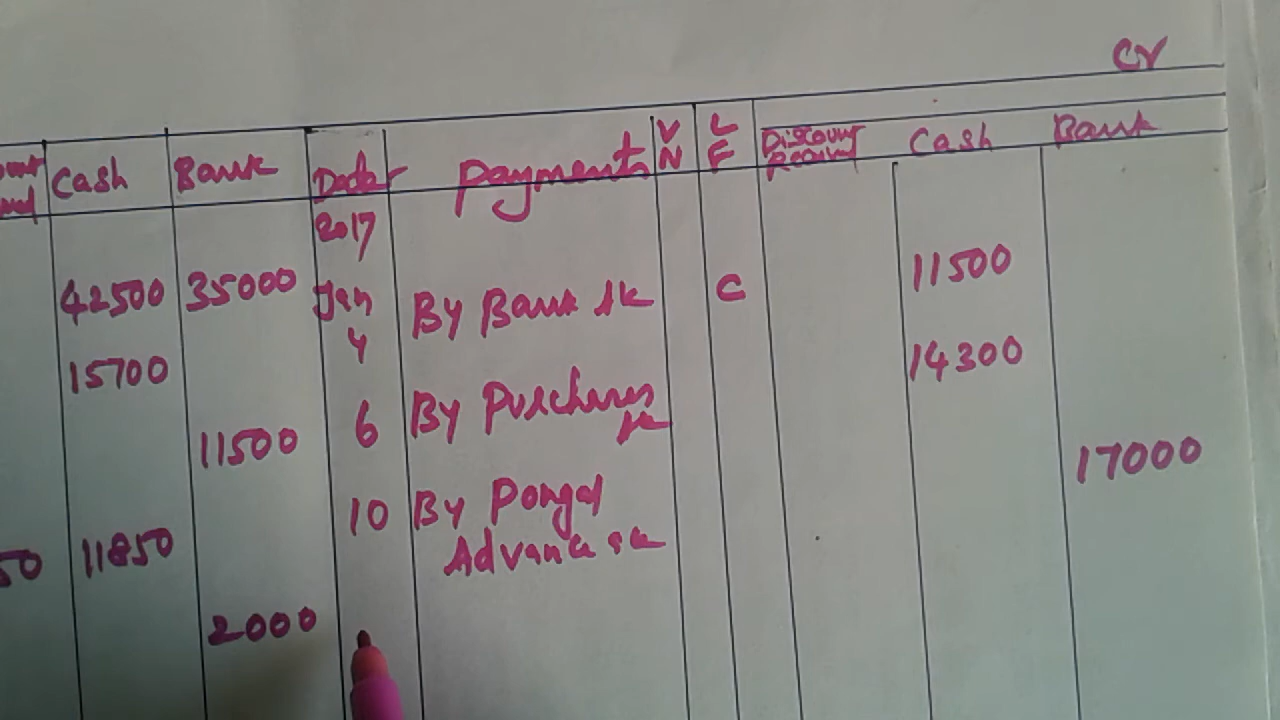 Cr
Cash Bank Date Payments V N L F Discount Cash Bank
2017
42500 35000 Jan By Bank A/c C 11500
15700 4 14300
6 By Purchases A/c
11500 17000
10 By Pongal
50 11850 Advance A/c
2000